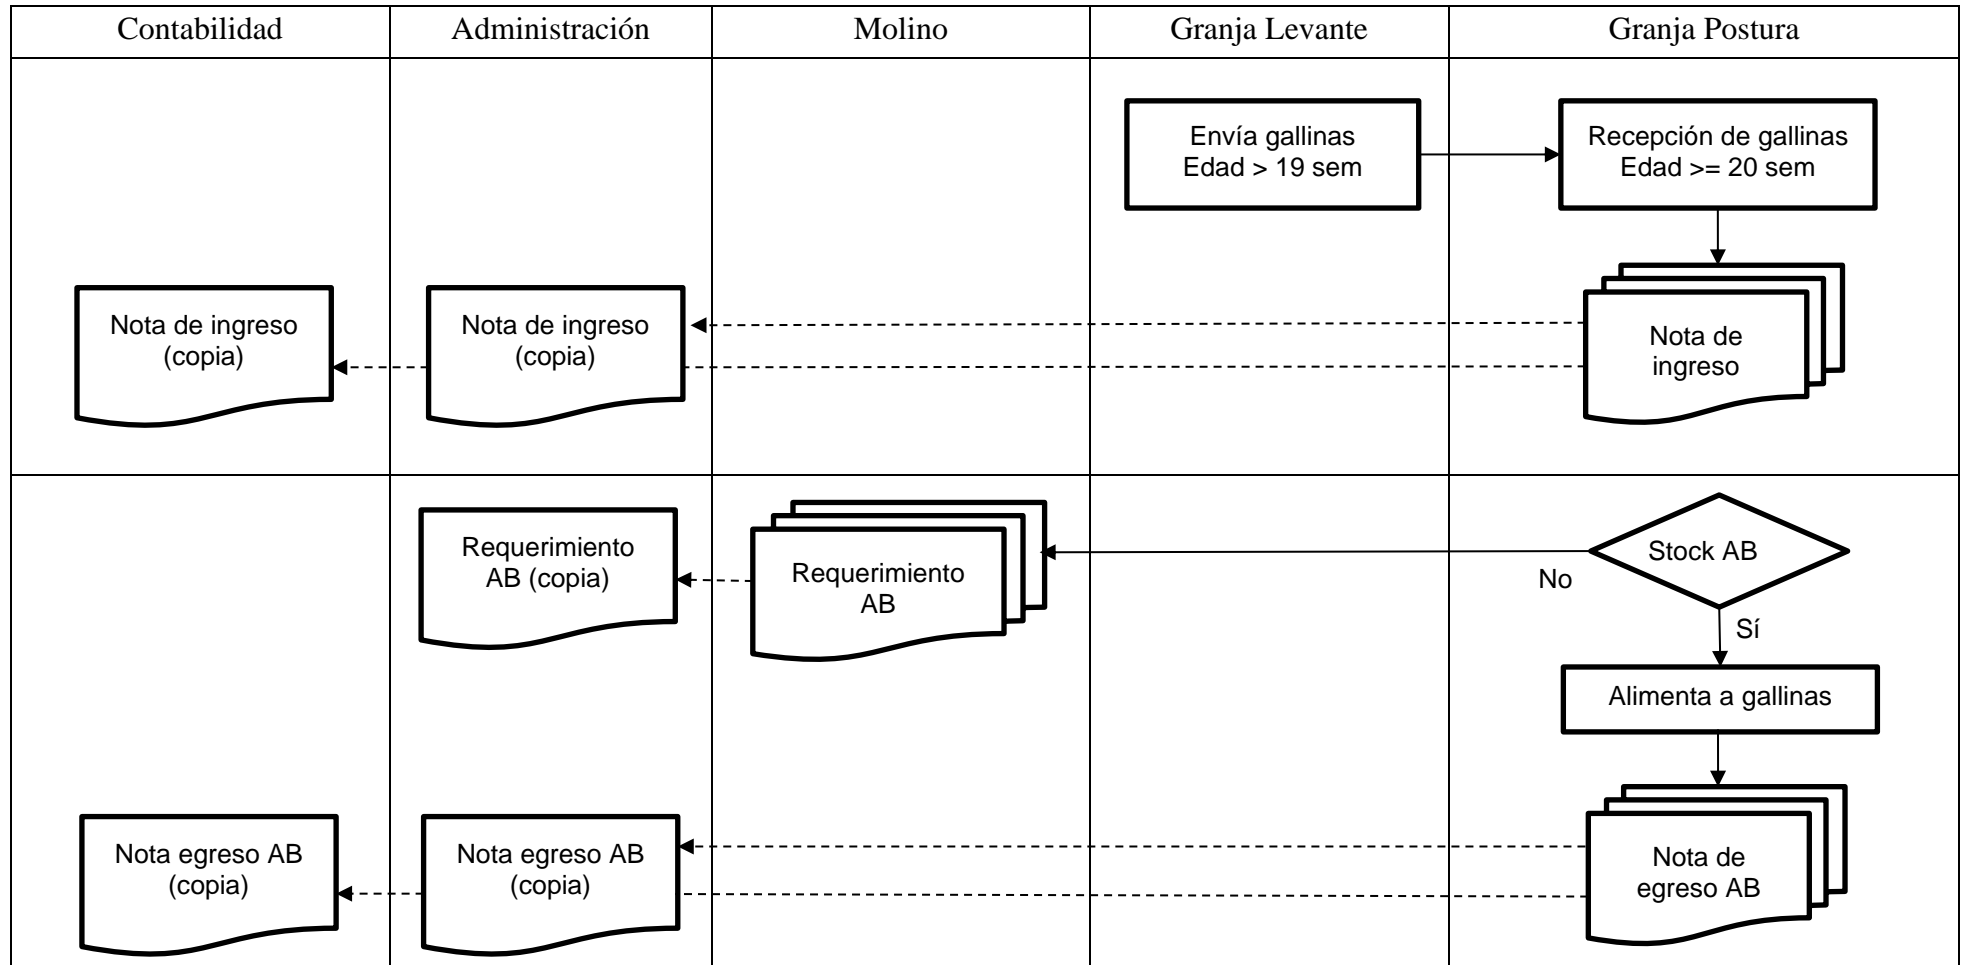 Contabilidad
Administración
Molino
Granja Levante
Granja Postura
Envía gallinas
Edad > 19 sem
Recepción de gallinas
Edad >= 20 sem
Nota de ingreso
(copia)
Nota de ingreso
(copia)
Nota de
ingreso
Requerimiento
AB (copia)
Requerimiento
AB
Stock AB
No
Sí
Alimenta a gallinas
Nota egreso AB
(copia)
Nota egreso AB
(copia)
Nota de
egreso AB